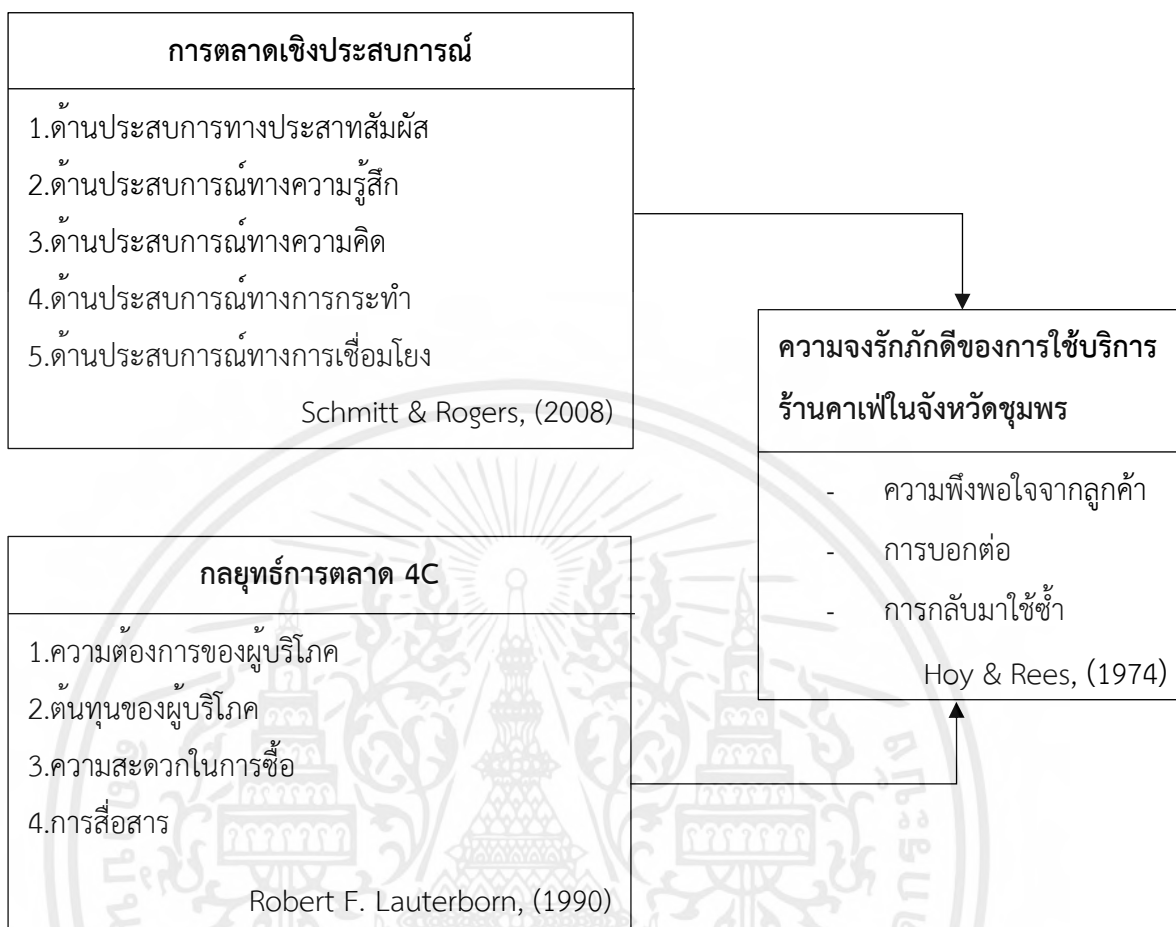 การตลาดเชิงประสบการณ์
1.ด้านประสบการทางประสาทสัมผัส
2.ด้านประสบการณ์ทางความรู้สึก
3.ด้านประสบการณ์ทางความคิด
4.ด้านประสบการณ์ทางการกระทำ
5.ด้านประสบการณ์ทางการเชื่อมโยง
Schmitt & Rogers, (2008)
กลยุทธ์การตลาด 4C
1.ความต้องการของผู้บริโภค
2.ต้นทุนของผู้บริโภค
3.ความสะดวกในการซื้อ
4.การสื่อสาร
Robert F. Lauterborn, (1990)
ความจงรักภักดีของการใช้บริการ
ร้านคาเฟ่ในจังหวัดชุมพร
- ความพึงพอใจจากลูกค้า
- การบอกต่อ
- การกลับมาใช้ซ้ำ
Hoy & Rees, (1974)